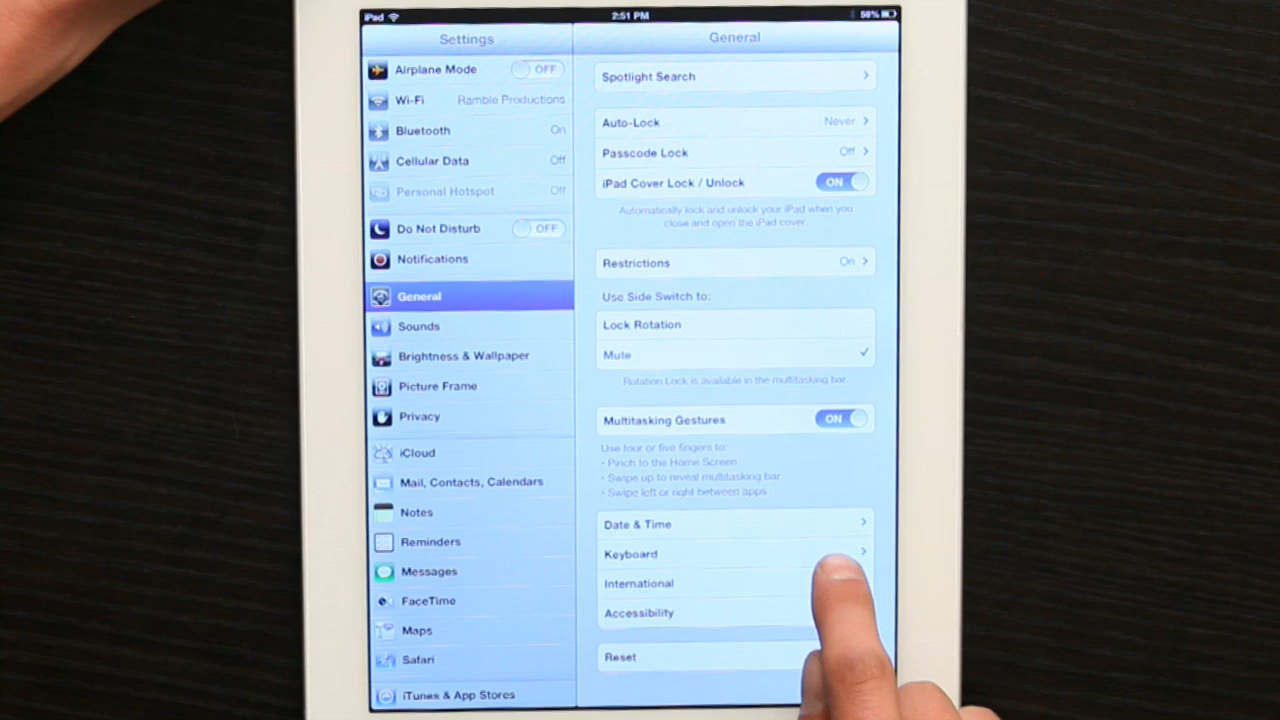 iPad 2:51 PM 58%
Settings
Airplane Mode OFF
Wi-Fi Ramble Productions
Bluetooth On
Cellular Data Off
Personal Hotspot Off
Do Not Disturb OFF
Notifications
General
Sounds
Brightness & Wallpaper
Picture Frame
Privacy
iCloud
Mail, Contacts, Calendars
Notes
Reminders
Messages
FaceTime
Maps
Safari
iTunes & App Stores
General
Spotlight Search
Auto-Lock Never
Passcode Lock Off
iPad Cover Lock / Unlock ON
Automatically lock and unlock your iPad when you
close and open the iPad cover.
Restrictions On
Use Side Switch to:
Lock Rotation
Mute
Rotation Lock is available in the multitasking bar.
Multitasking Gestures ON
Use four or five fingers to:
• Pinch to the Home Screen
• Swipe up to reveal multitasking bar
• Swipe left or right between apps
Date & Time
Keyboard
International
Accessibility
Reset